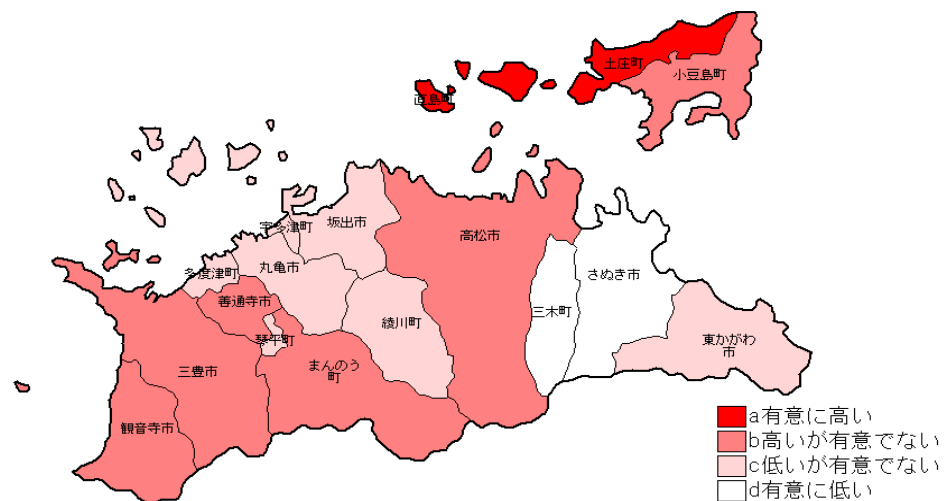 土庄町
小豆島町
直島町
宇多津町
坂出市
高松市
多度津町
丸亀市
さぬき市
善通寺市
三木町
綾川町
琴平町
東かがわ
市
まんのう
町
三豊市
観音寺市
a有意に高い
b高いが有意でない
c低いが有意でない
d有意に低い